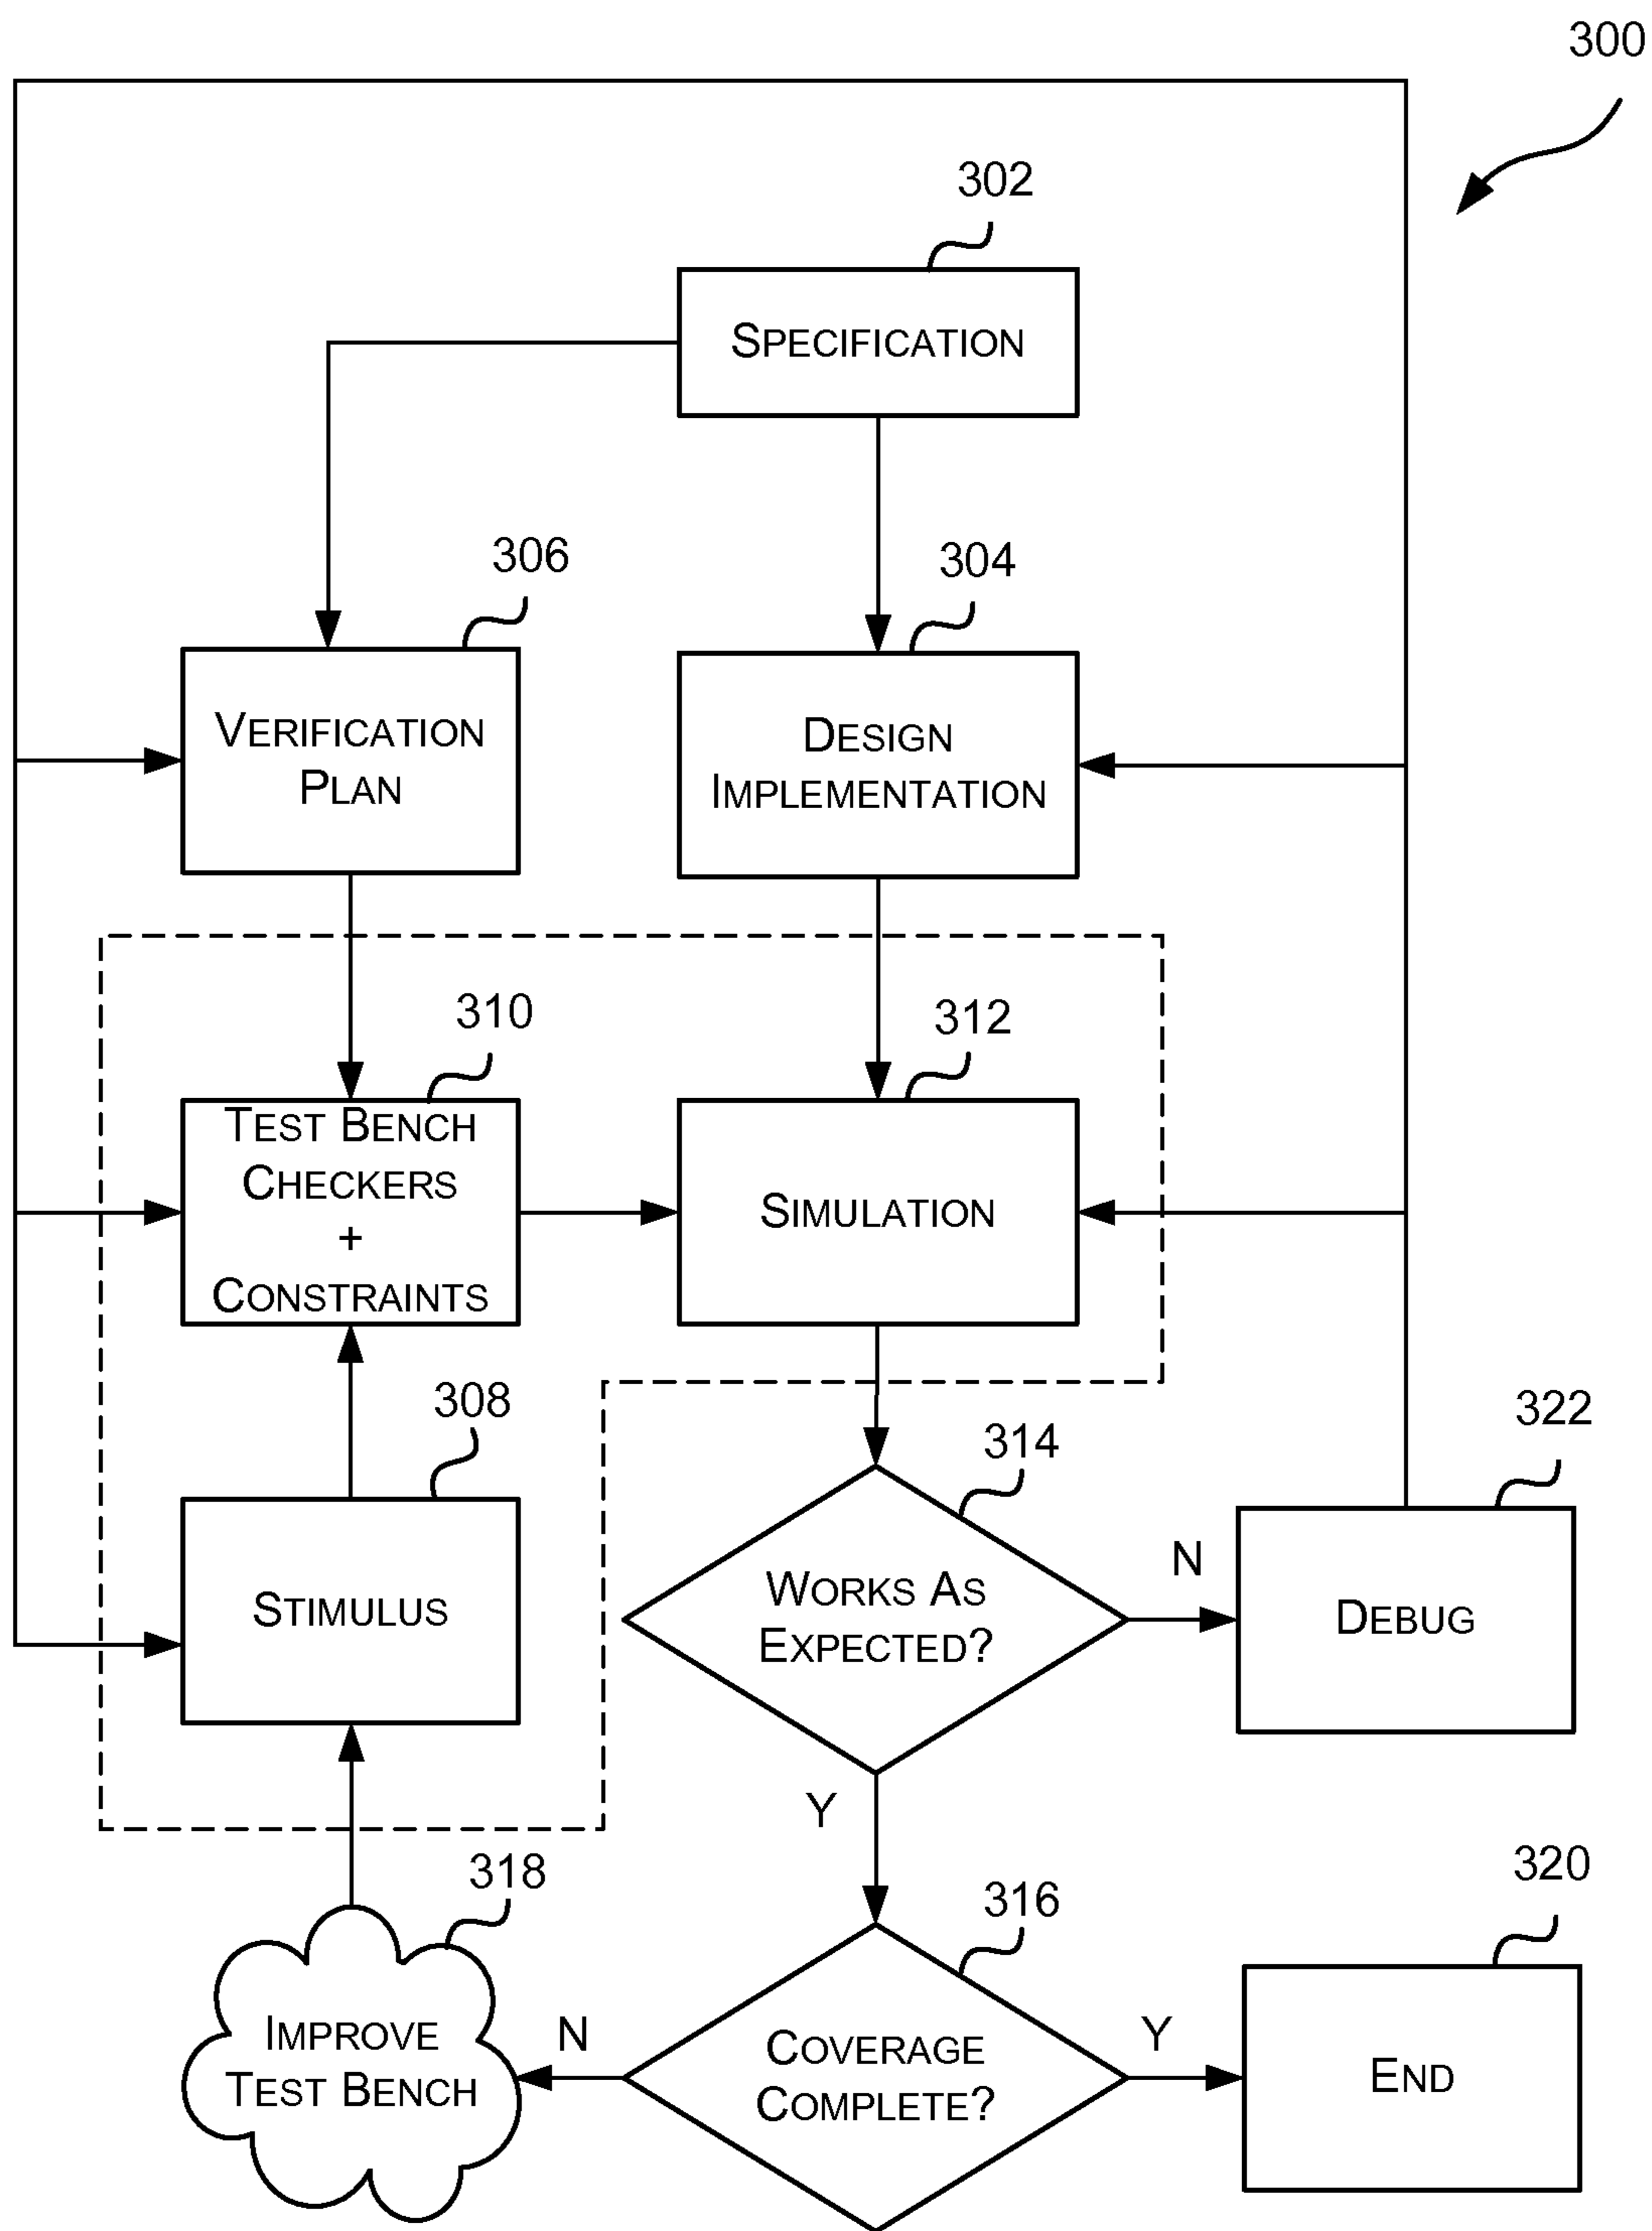 300
302
SPECIFICATION
306
304
VERIFICATION
PLAN
DESIGN
IMPLEMENTATION
310
312
TEST BENCH
CHECKERS
+
CONSTRAINTS
SIMULATION
308
322
314
STIMULUS
WORKS AS
EXPECTED?
N
DEBUG
Y
318
316
320
IMPROVE
TEST BENCH
N
COVERAGE
COMPLETE?
Y
END